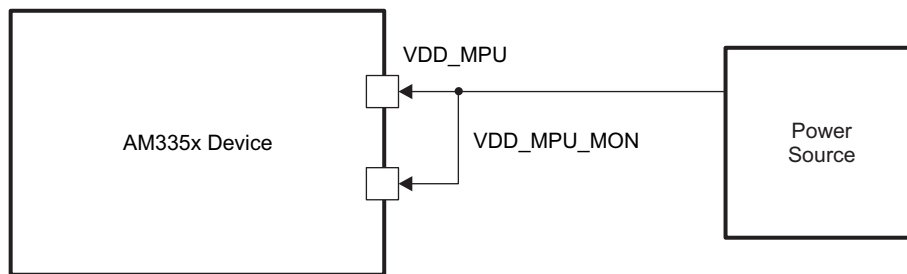 VDD_MPU
AM335x Device
VDD_MPU_MON
Power
Source